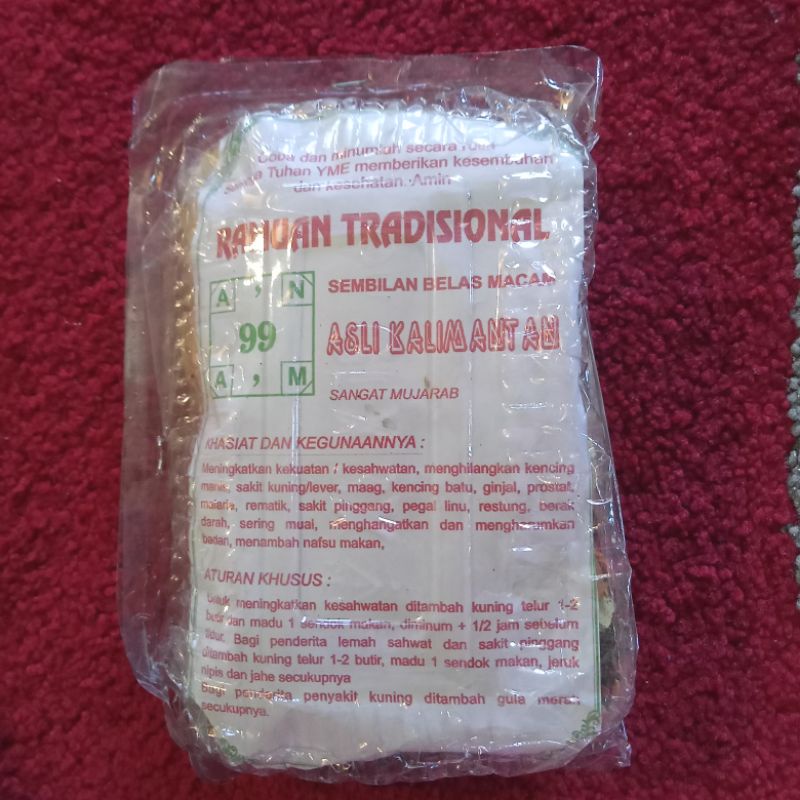 Coba dan minumlah secara rutin
Semoga Tuhan YME memberikan kesembuhan
dan kesehatan. Amin
RAMUAN TRADISIONAL
A , N
99
A , M
SEMBILAN BELAS MACAM
ASLI KALIMANTAN
SANGAT MUJARAB
KHASIAT DAN KEGUNAANNYA :
Meningkatkan kekuatan / kesahwatan, menghilangkan kencing
manis, sakit kuning/lever, maag, kencing batu, ginjal, prostat,
malaria, rematik, sakit pinggang, pegal linu, restung, berak
darah, sering mual, menghangatkan dan mengharumkan
badan, menambah nafsu makan,
ATURAN KHUSUS :
Untuk meningkatkan kesahwatan ditambah kuning telur 1-2
butir dan madu 1 sendok makan, diminum + 1/2 jam sebelum
tidur. Bagi penderita lemah sahwat dan sakit pinggang
ditambah kuning telur 1-2 butir, madu 1 sendok makan, jeruk
nipis dan jahe secukupnya
Bagi penderita penyakit kuning ditambah gula merah
secukupnya.